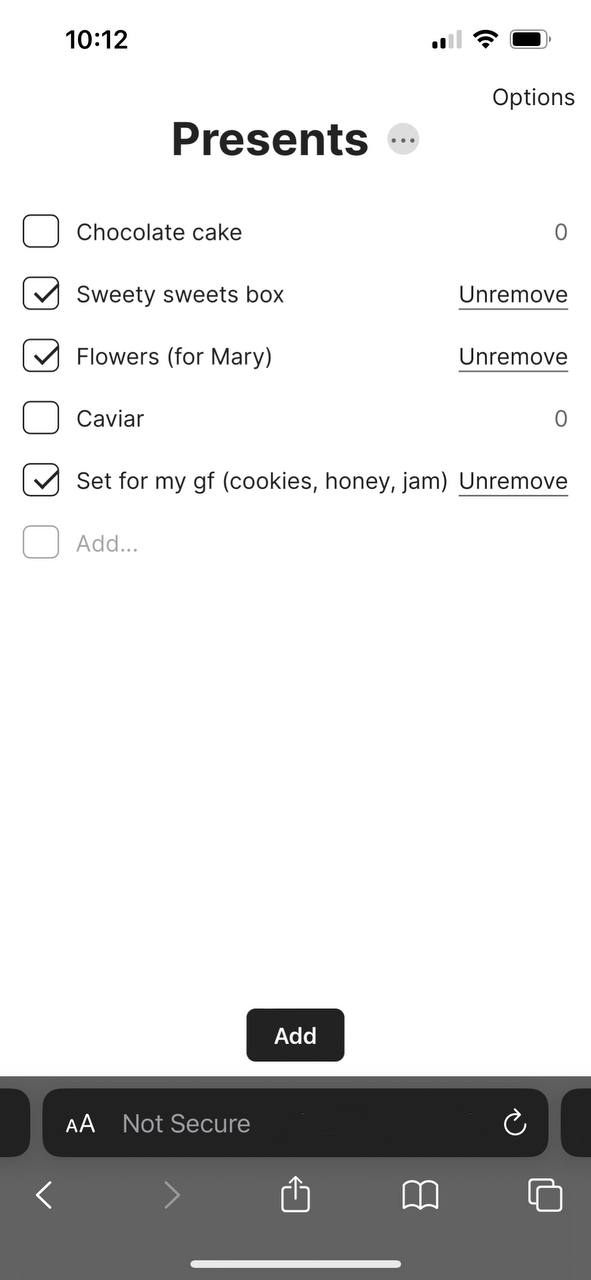 10:12
Options
Presents
Chocolate cake 0
Sweety sweets box Unremove
Flowers (for Mary) Unremove
Caviar 0
Set for my gf (cookies, honey, jam) Unremove
Add...
Add
AA Not Secure